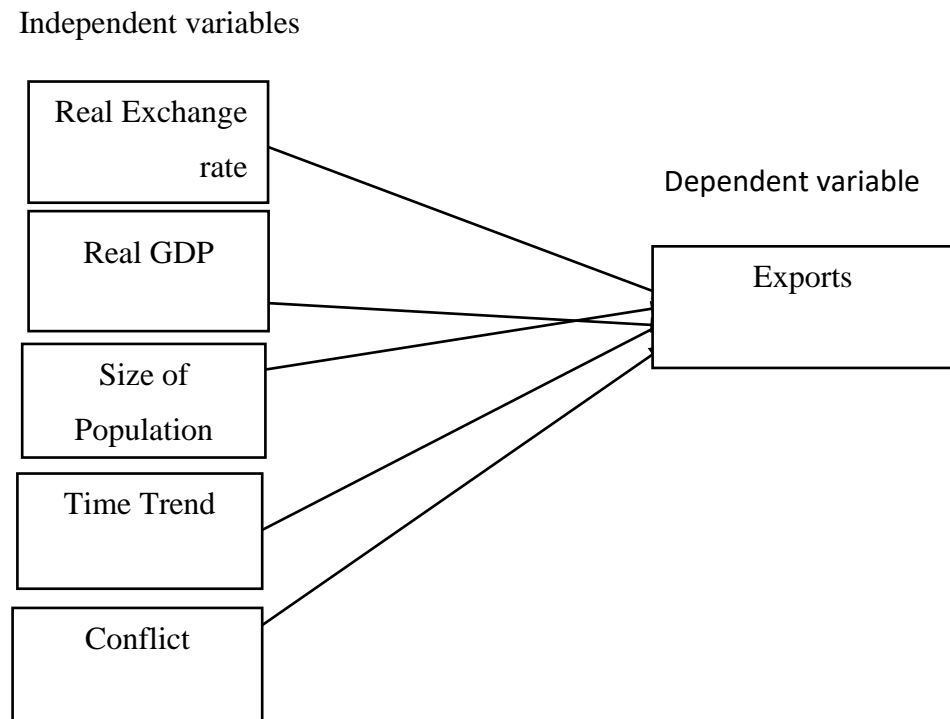 Independent variables
Real Exchange
rate
Real GDP
Size of
Population
Time Trend
Conflict
Dependent variable
Exports